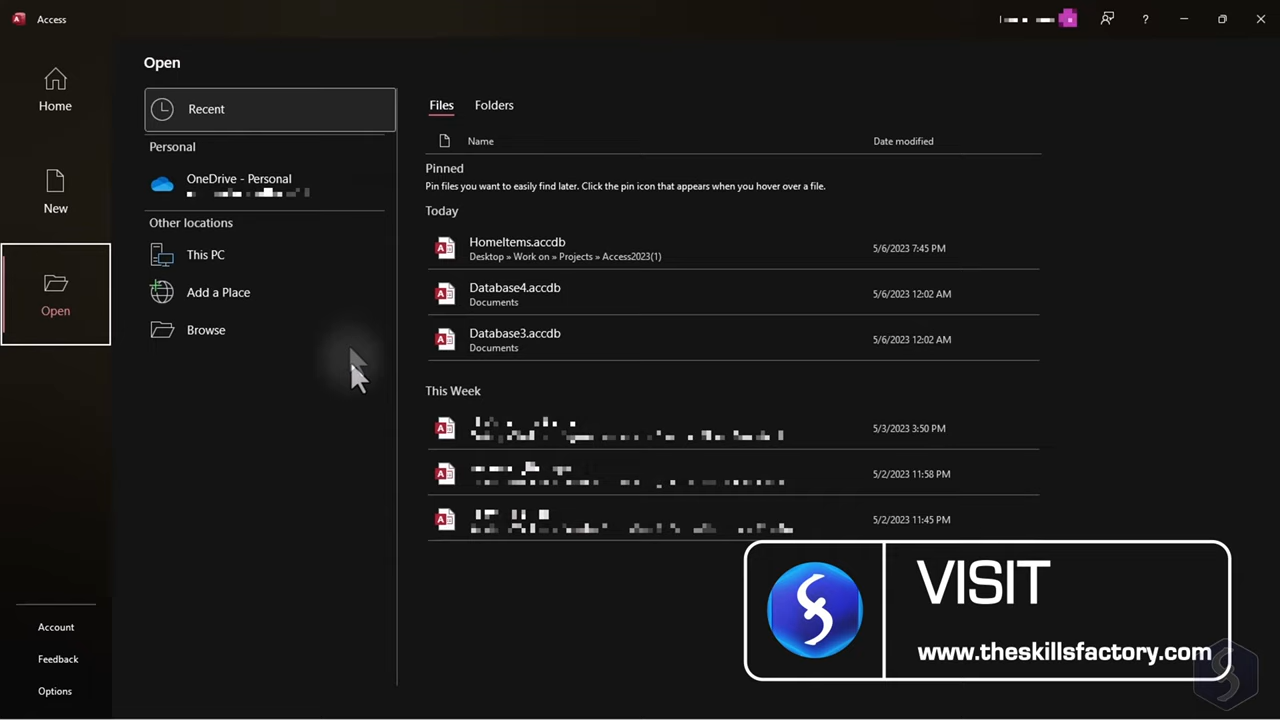 Access
?
Home
New
Open
Account
Feedback
Options
Open
Recent
Personal
OneDrive - Personal
Other locations
This PC
Add a Place
Browse
Files Folders
Name Date modified
Pinned
Pin files you want to easily find later. Click the pin icon that appears when you hover over a file.
Today
HomeItems.accdb 5/6/2023 7:45 PM
Desktop » Work on » Projects » Access2023(1)
Database4.accdb 5/6/2023 12:02 AM
Documents
Database3.accdb 5/6/2023 12:02 AM
Documents
This Week
5/3/2023 3:50 PM
5/2/2023 11:58 PM
5/2/2023 11:45 PM
VISIT
www.theskillsfactory.com